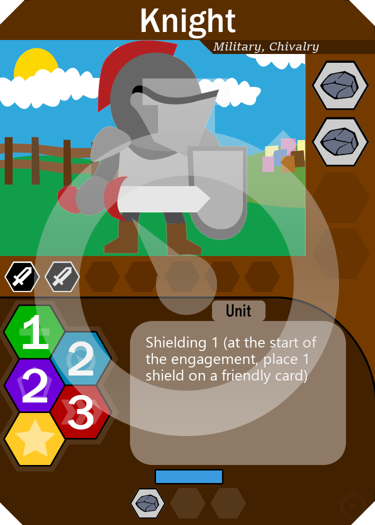 Knight
Military, Chivalry
Unit
1
2
2
3
Shielding 1 (at the start of
the engagement, place 1
shield on a friendly card)